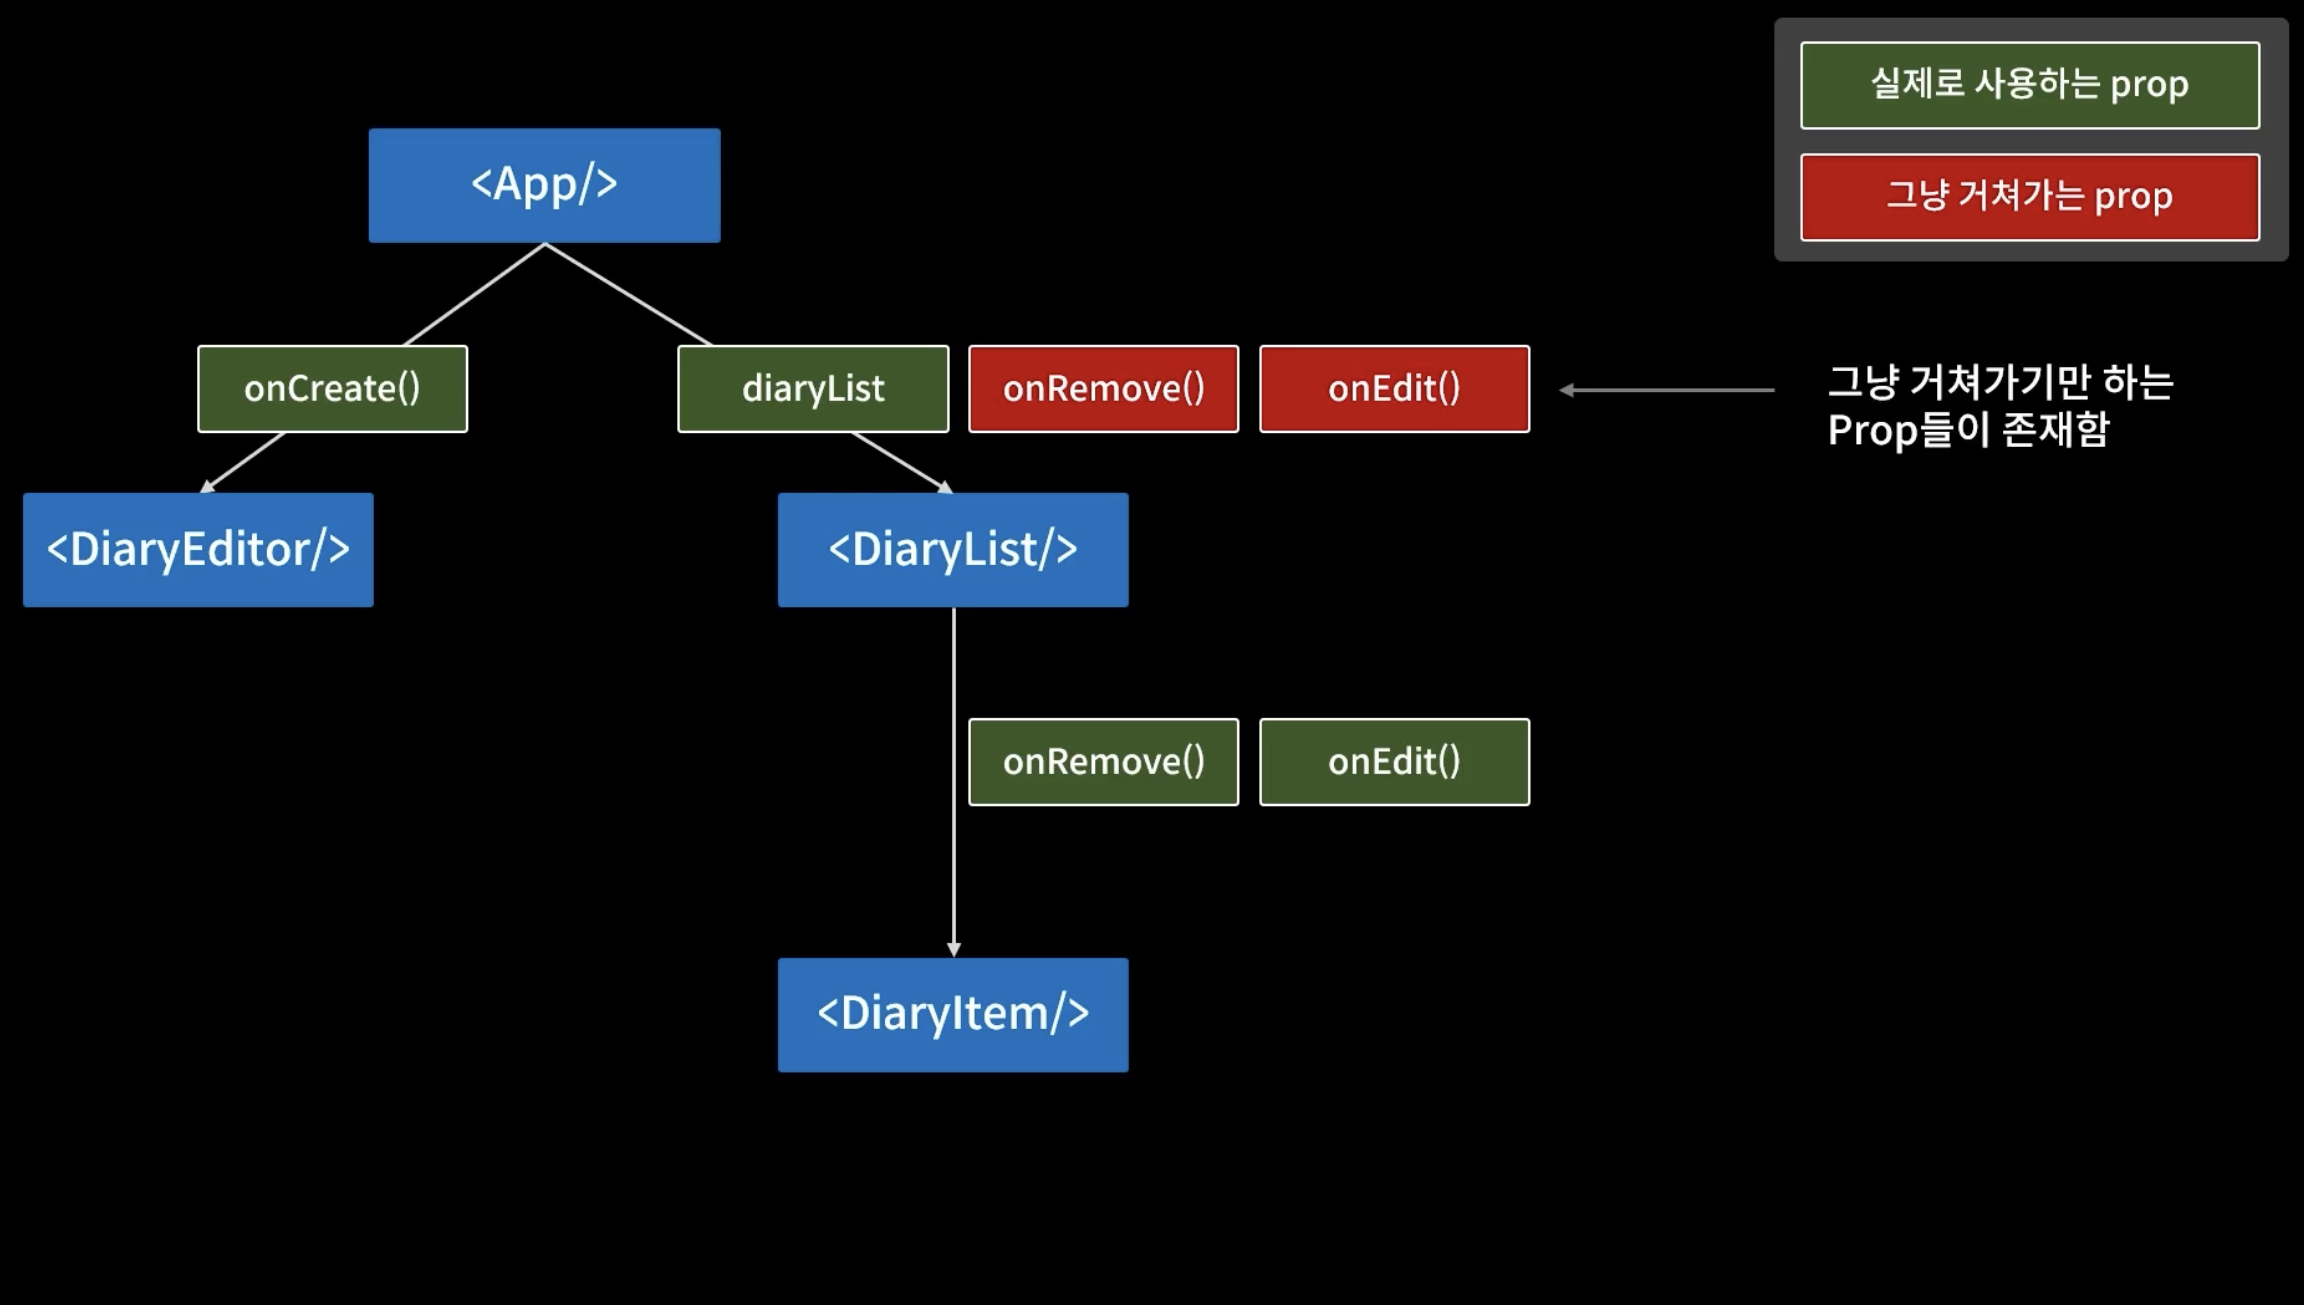 실제로 사용하는 prop
그냥 거쳐가는 prop
<App/>
onCreate()
diaryList
onRemove()
onEdit()
그냥 거쳐가기만 하는
Prop들이 존재함
<DiaryEditor/>
<DiaryList/>
onRemove()
onEdit()
<DiaryItem/>